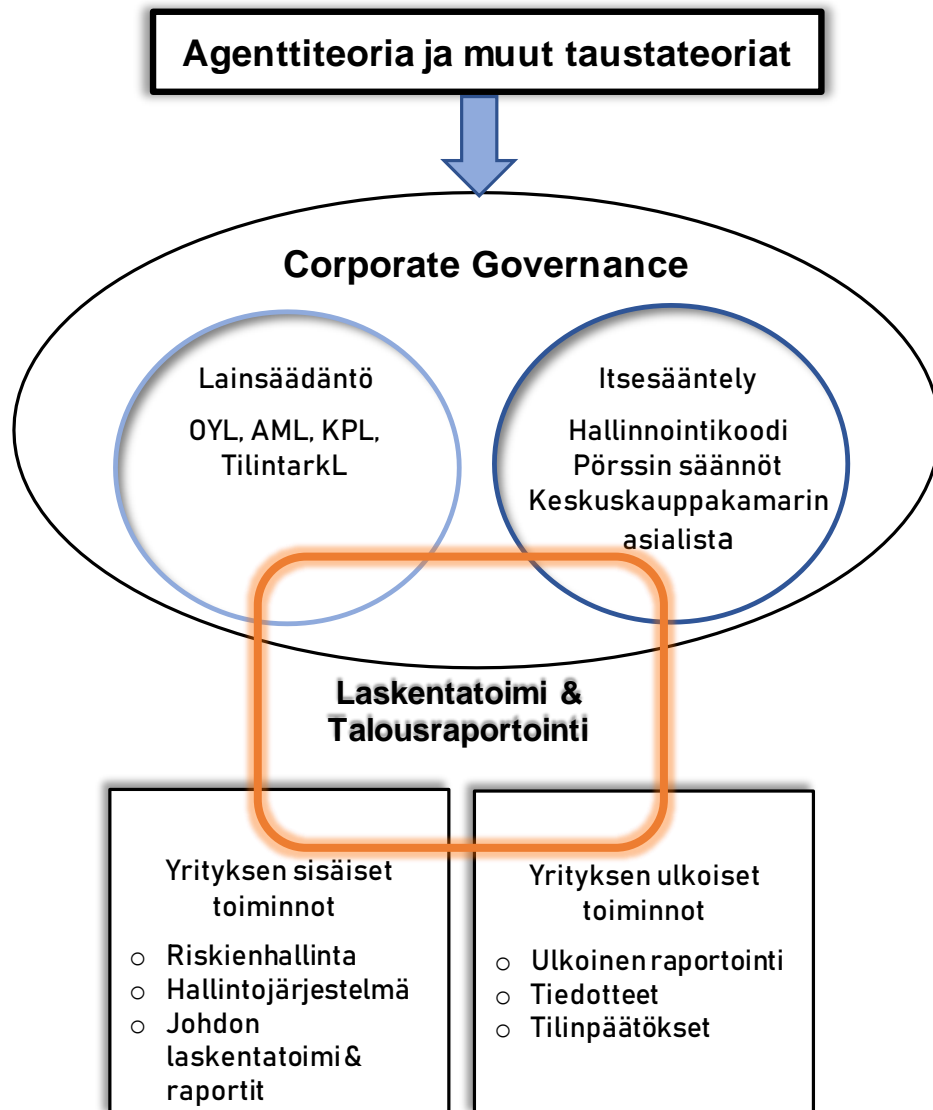 Agenttiteoria ja muut taustateoriat
Corporate Governance
Lainsäädäntö
OYL, AML, KPL,
TilintarkL
Itsesääntely
Hallinnointikoodi
Pörssin säännöt
Keskuskauppakamarin
asialista
Laskentatoimi &
Talousraportointi
Yrityksen sisäiset
toiminnot
o Riskienhallinta
o Hallintojärjestelmä
o Johdon
laskentatoimi &
raportit
Yrityksen ulkoiset
toiminnot
o Ulkoinen raportointi
o Tiedotteet
o Tilinpäätökset